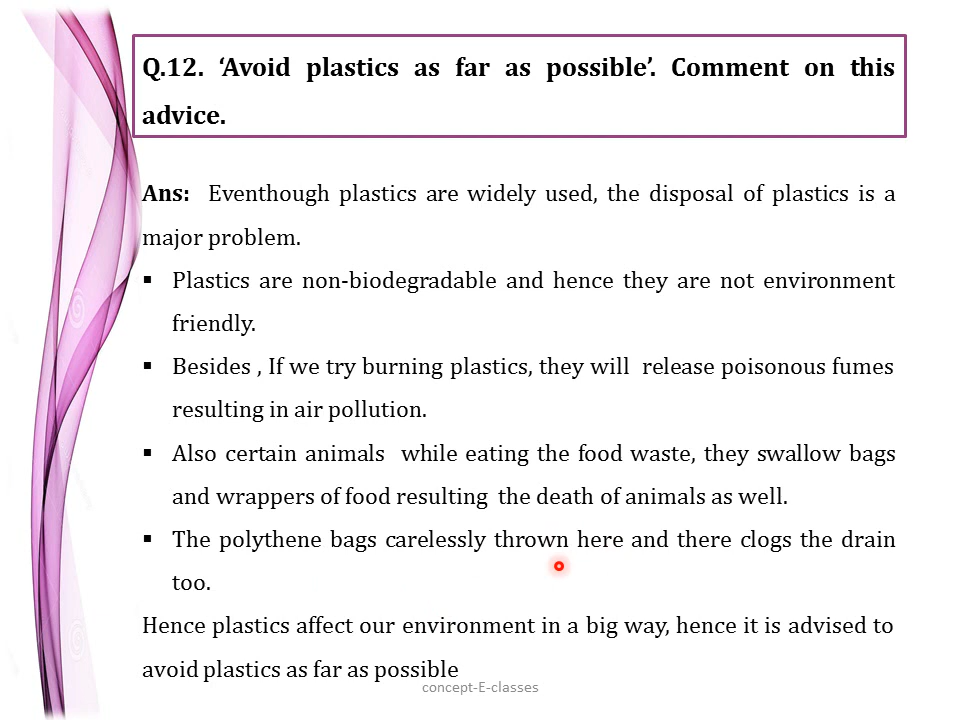 Q.12. ‘Avoid plastics as far as possible’. Comment on this
advice.
Ans: Eventhough plastics are widely used, the disposal of plastics is a
major problem.
▪ Plastics are non-biodegradable and hence they are not environment
friendly.
▪ Besides , If we try burning plastics, they will release poisonous fumes
resulting in air pollution.
▪ Also certain animals while eating the food waste, they swallow bags
and wrappers of food resulting the death of animals as well.
▪ The polythene bags carelessly thrown here and there clogs the drain
too.
Hence plastics affect our environment in a big way, hence it is advised to
avoid plastics as far as possible
concept-E-classes